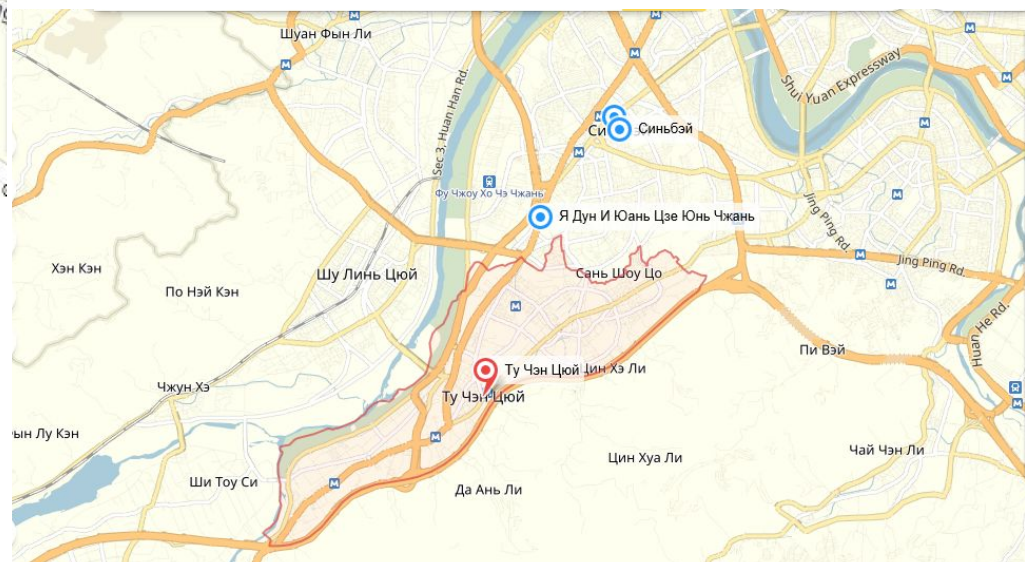 Шуан Фын Ли
Shui Yuan Expressway
Sec 3, Huan Han Rd.
Синьбэй
Фу Чжоу Хо Чэ Чжань
Я Дун И Юань Цзе Юнь Чжань
Jing Ping Rd.
Jing Ping Rd.
Хэн Кэн
Шу Линь Цюй
Сань Шоу Цо
По Нэй Кэн
Huan He Rd.
Пи Вэй
Ту Чэн Цюй
Цин Хэ Ли
Чжун Хэ
Ту Чэн Цюй
ын Лу Кэн
Чай Чэн Ли
Цин Хуа Ли
Ши Тоу Си
Да Ань Ли